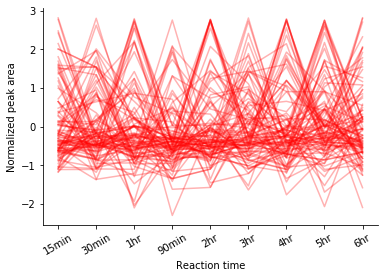 3
2
1
0
−1
−2
Normalized peak area
15min 30min 1hr 90min 2hr 3hr 4hr 5hr 6hr
Reaction time